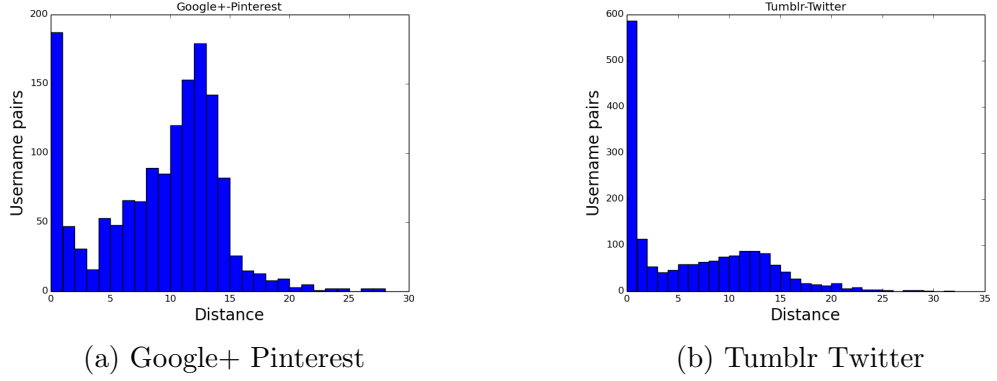 Google+-Pinterest
200
150
100
50
0
0 5 10 15 20 25 30
Username pairs
Distance
(a) Google+ Pinterest
Tumblr-Twitter
600
500
400
300
200
100
0
0 5 10 15 20 25 30 35
Username pairs
Distance
(b) Tumblr Twitter